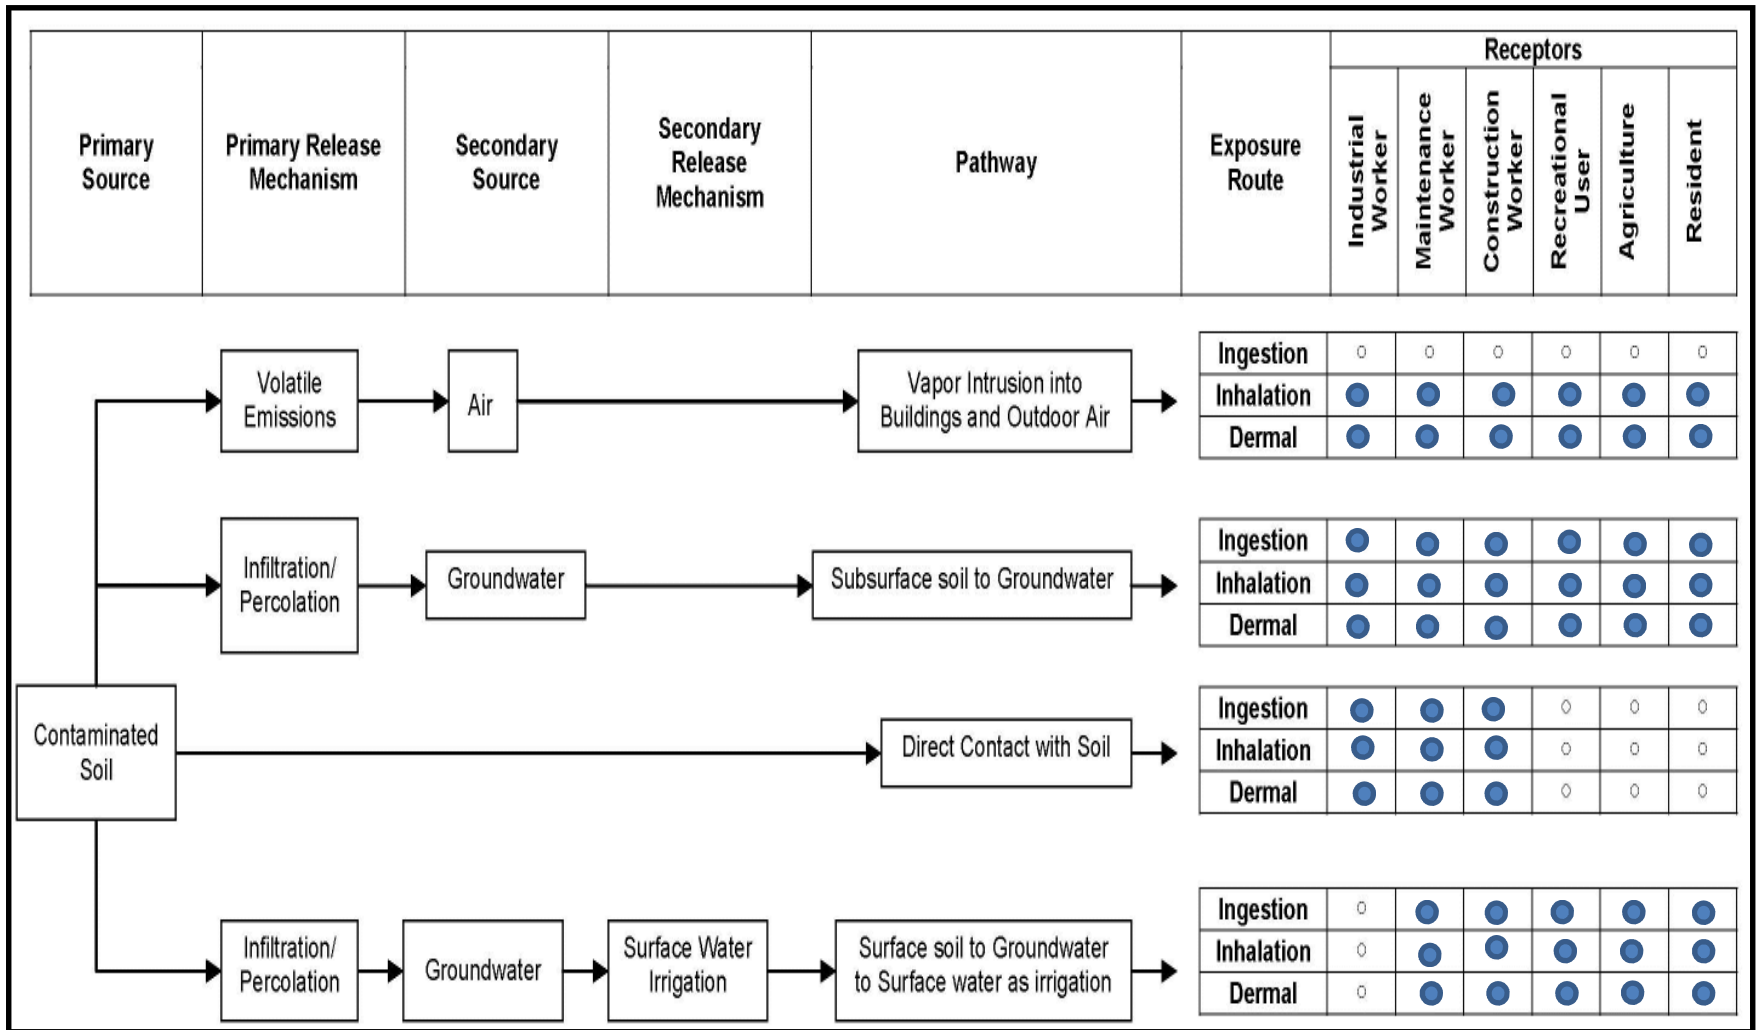 Receptors
Primary
Source
Primary Release
Mechanism
Secondary
Source
Secondary
Release
Mechanism
Pathway
Exposure
Route
Industrial
Worker
Maintenance
Worker
Construction
Worker
Recreational
User
Agriculture
Resident
Volatile
Emissions
Air
Vapor Intrusion into
Buildings and Outdoor Air
Ingestion
Inhalation
Dermal
Infiltration/
Percolation
Groundwater
Subsurface soil to Groundwater
Ingestion
Inhalation
Dermal
Contaminated
Soil
Direct Contact with Soil
Ingestion
Inhalation
Dermal
Infiltration/
Percolation
Groundwater
Surface Water
Irrigation
Surface soil to Groundwater
to Surface water as irrigation
Ingestion
Inhalation
Dermal